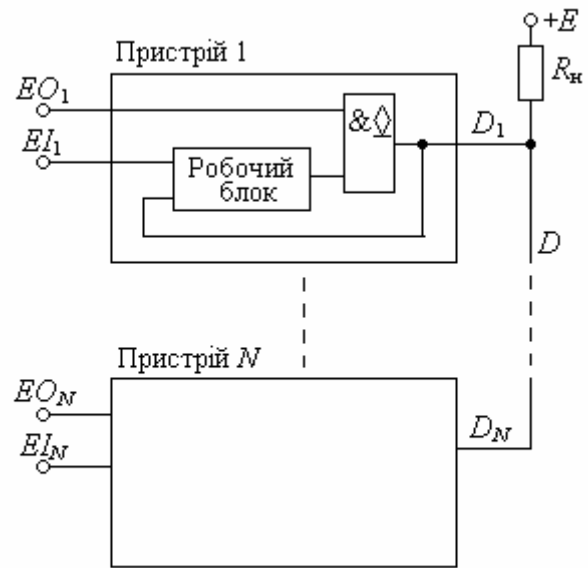 +E
Пристрій 1
Rн
EO1
&◊
D1
EI1
Робочий
блок
D
Пристрій N
EON
DN
EIN